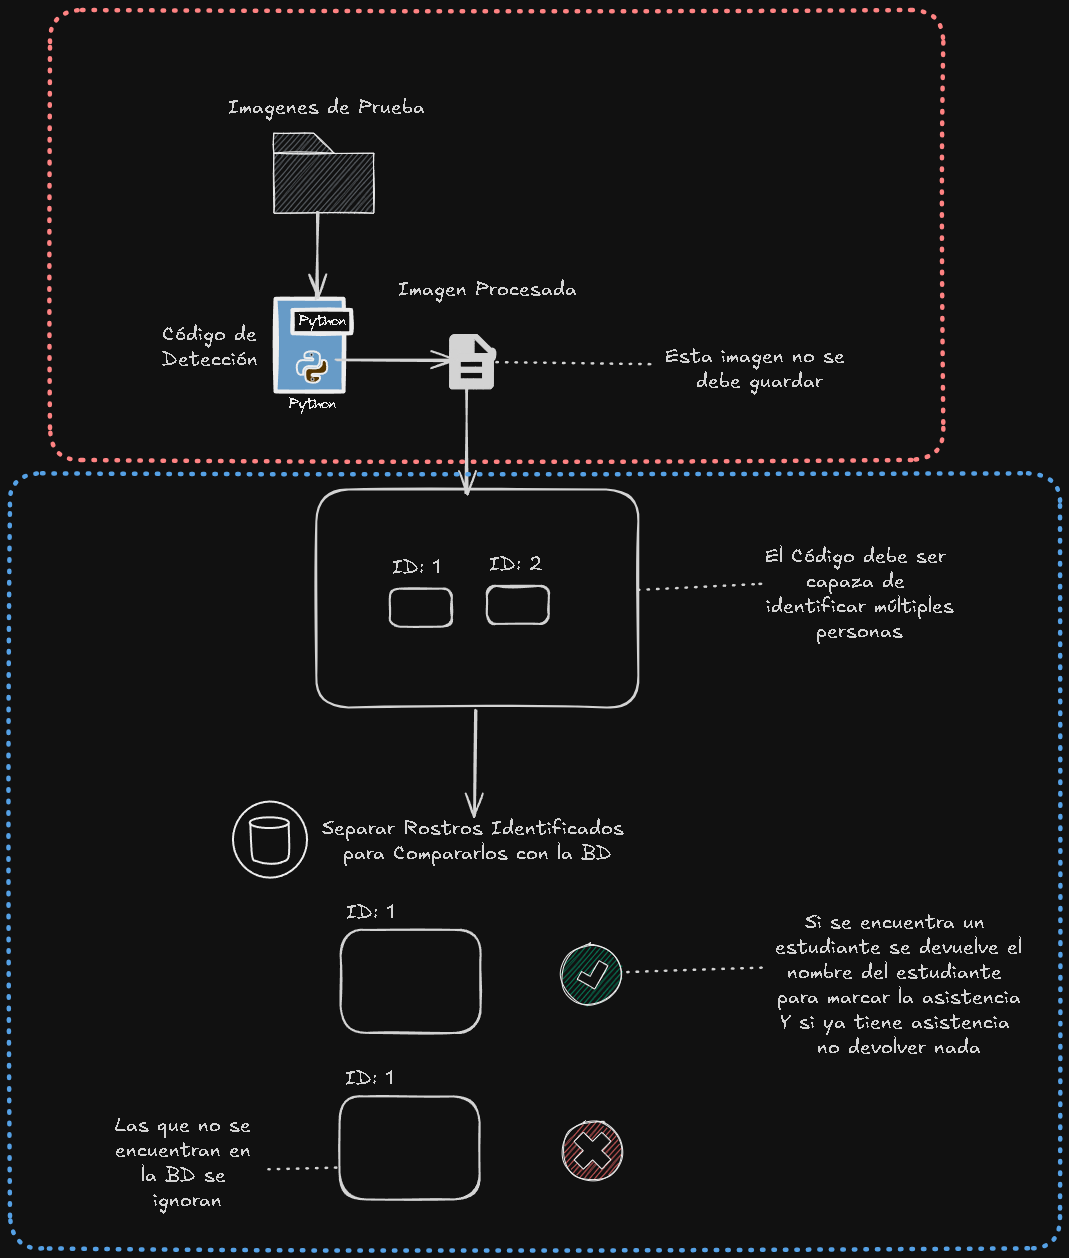 Imagenes de Prueba
Imagen Procesada
Python
Código de
Detección
Python
Esta imagen no se
debe guardar
ID: 1
ID: 2
El Código debe ser
capaza de
identificar múltiples
personas
Separar Rostros Identificados
para Compararlos con la BD
ID: 1
Si se encuentra un
estudiante se devuelve el
nombre del estudiante
para marcar la asistencia
Y si ya tiene asistencia
no devolver nada
ID: 1
Las que no se
encuentran en
la BD se
ignoran